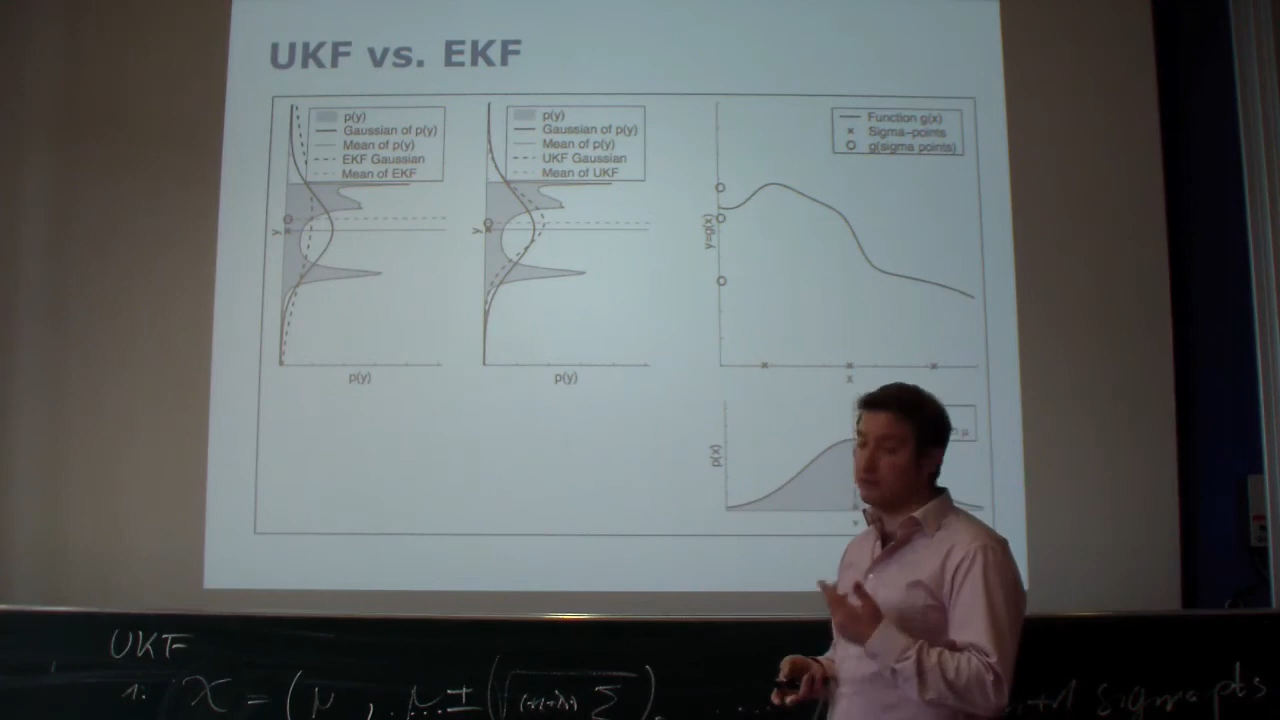 UKF vs. EKF
p(y)
Gaussian of p(y)
Mean of p(y)
EKF Gaussian
Mean of EKF
y
p(y)
p(y)
Gaussian of p(y)
Mean of p(y)
UKF Gaussian
Mean of UKF
y
p(y)
Function g(x)
Sigma-points
g(sigma points)
y=g(x)
x
p(x)
μ
UKF
1. X = (μ, μ ± (√(n+λ) Σ)
sigma pts